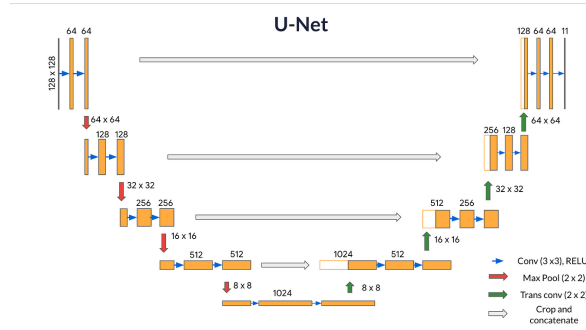 U-Net
64 64
128 64 64 11
128 x 128
64 x 64
64 x 64
128 128
256 128
32 x 32
32 x 32
256 256
512 256
16 x 16
16 x 16
512 512
1024 512
8 x 8
8 x 8
1024
Conv (3 x3), RELU
Max Pool (2 x 2)
Trans conv (2 x 2)
Crop and
concatenate